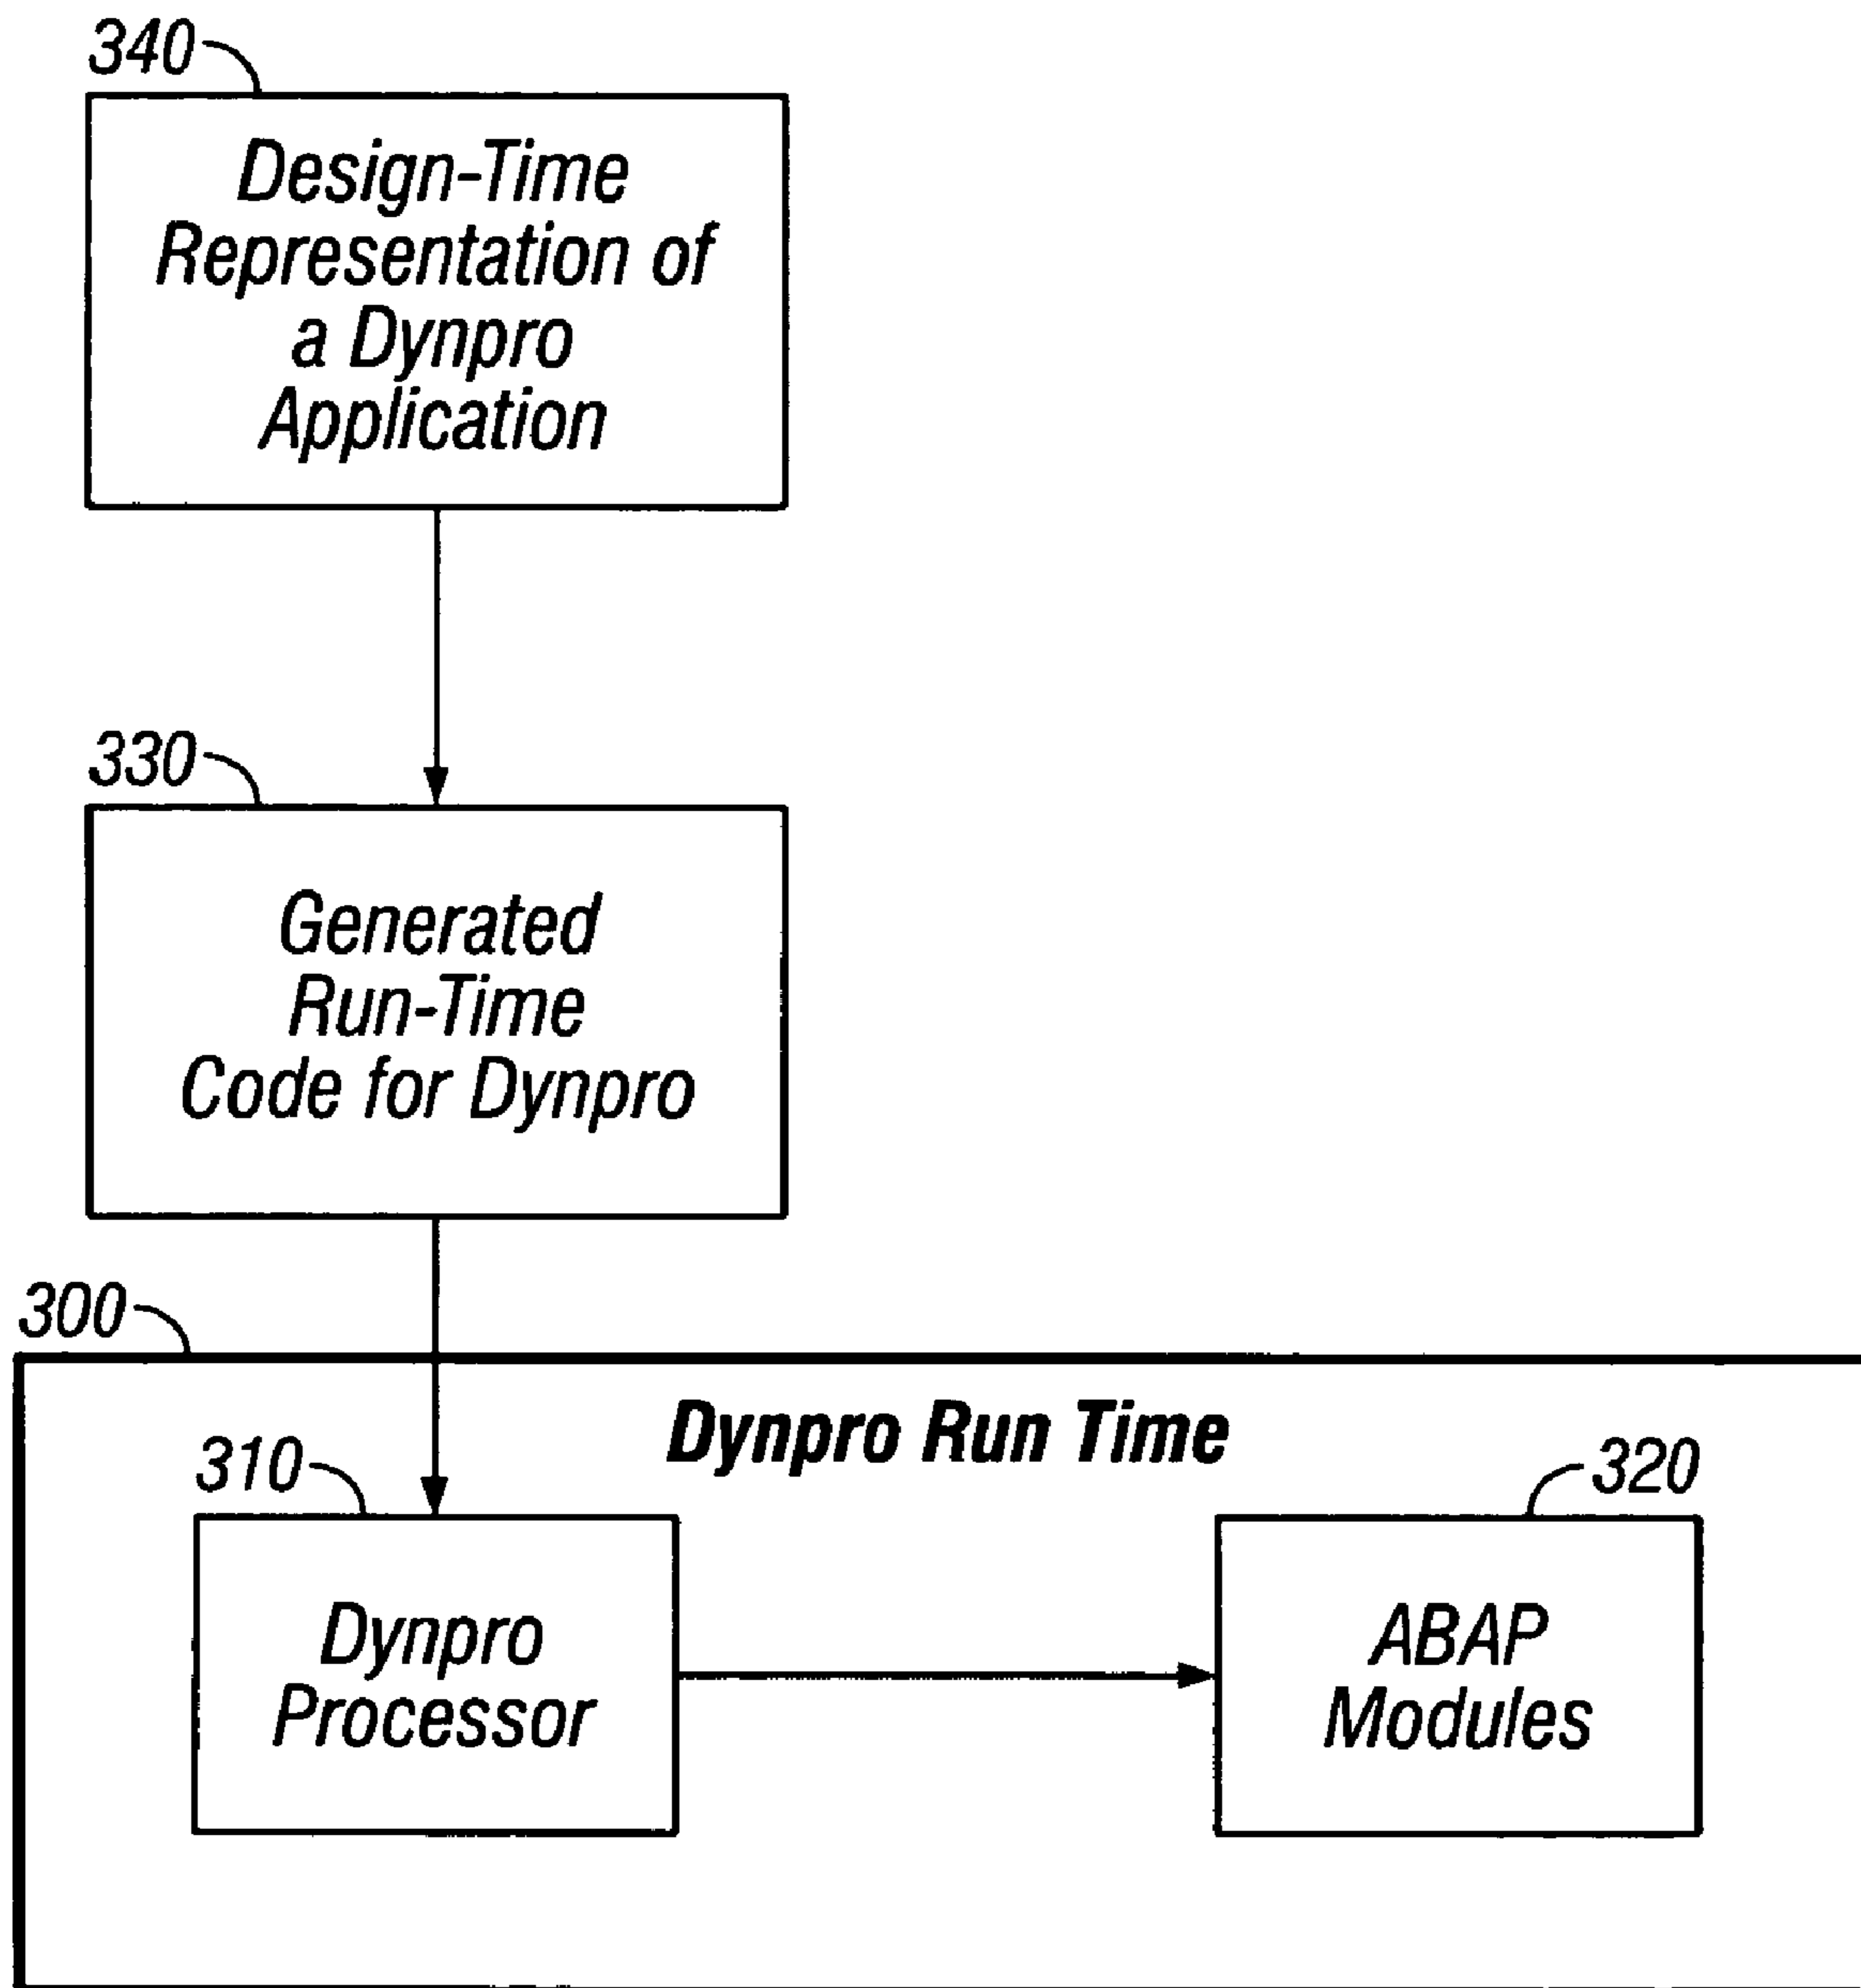 340
Design-Time
Representation of
a Dynpro
Application
330
Generated
Run-Time
Code for Dynpro
300
Dynpro Run Time
310
320
Dynpro
Processor
ABAP
Modules